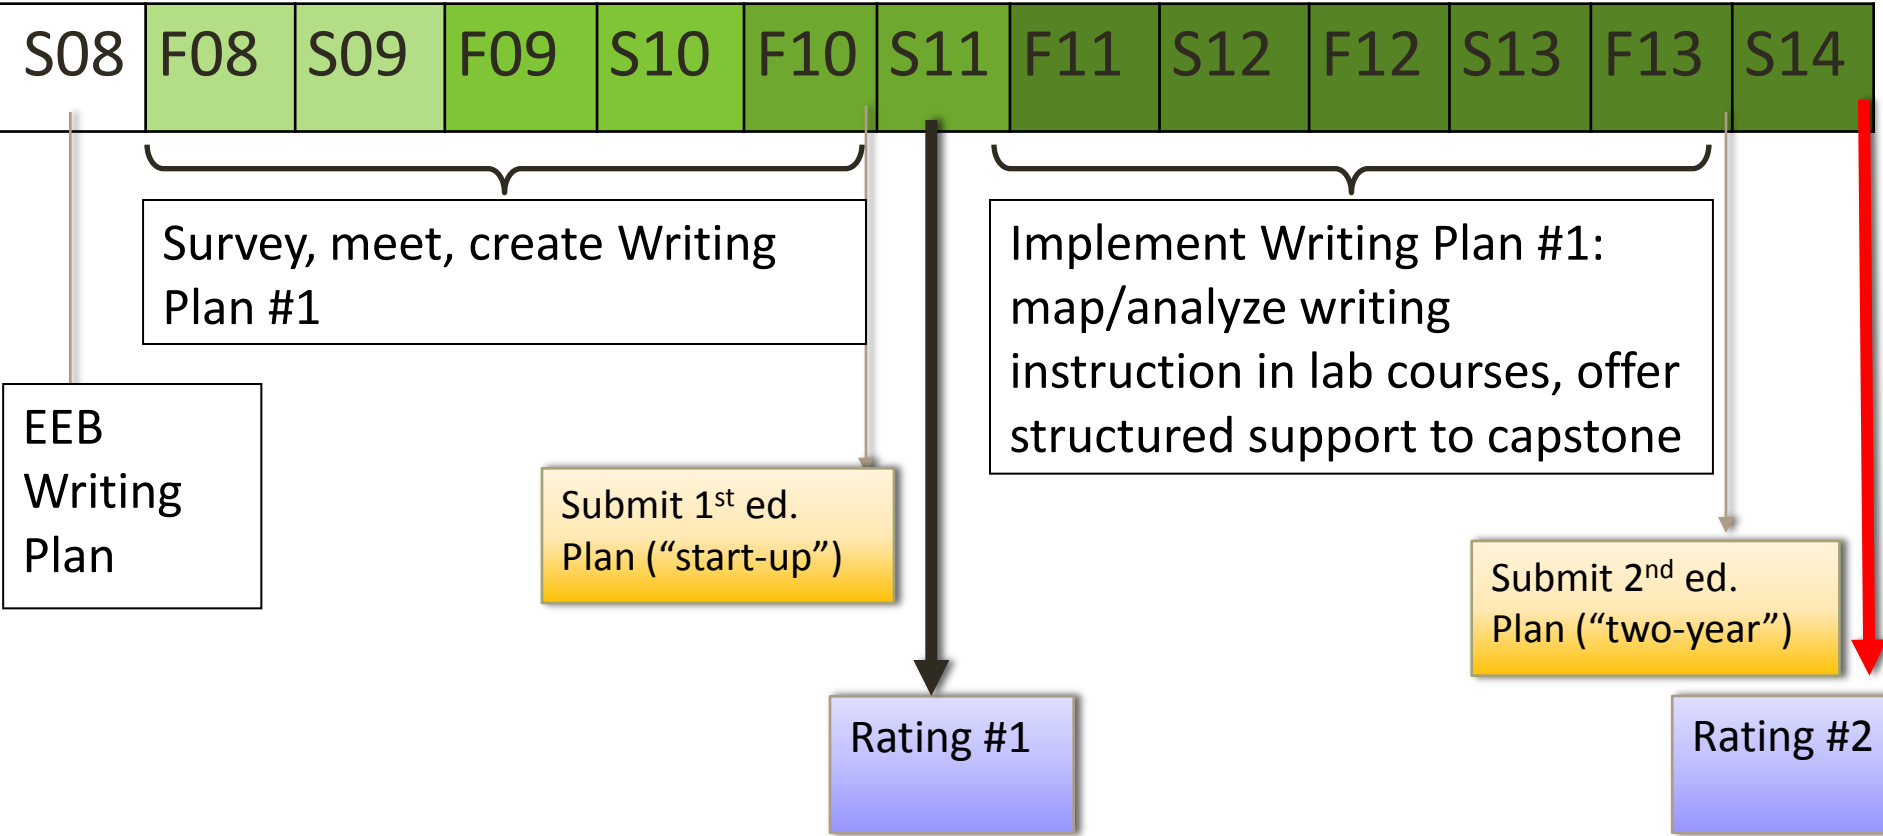 S08 F08 S09 F09 S10 F10 S11 F11 S12 F12 S13 F13 S14
Survey, meet, create Writing
Plan #1
Implement Writing Plan #1:
map/analyze writing
instruction in lab courses, offer
structured support to capstone
EEB
Writing
Plan
Submit 1st ed.
Plan (“start-up”)
Submit 2nd ed.
Plan (“two-year”)
Rating #1
Rating #2